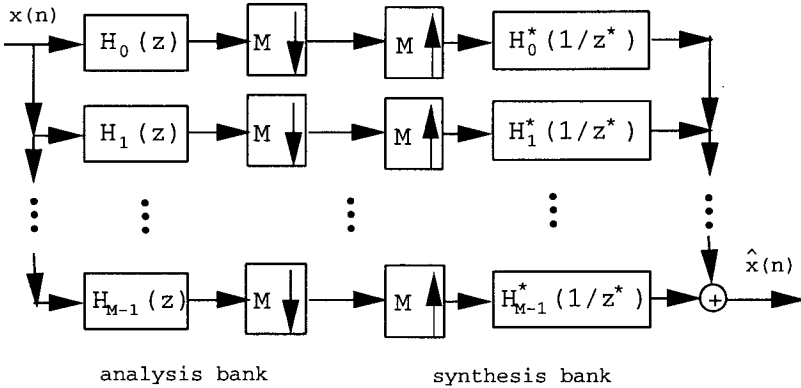 x(n)
H_0(z) M M H_0^*(1/z^*)
H_1(z) M M H_1^*(1/z^*)
H_{M-1}(z) M M H_{M-1}^*(1/z^*) + x̂(n)
analysis bank synthesis bank